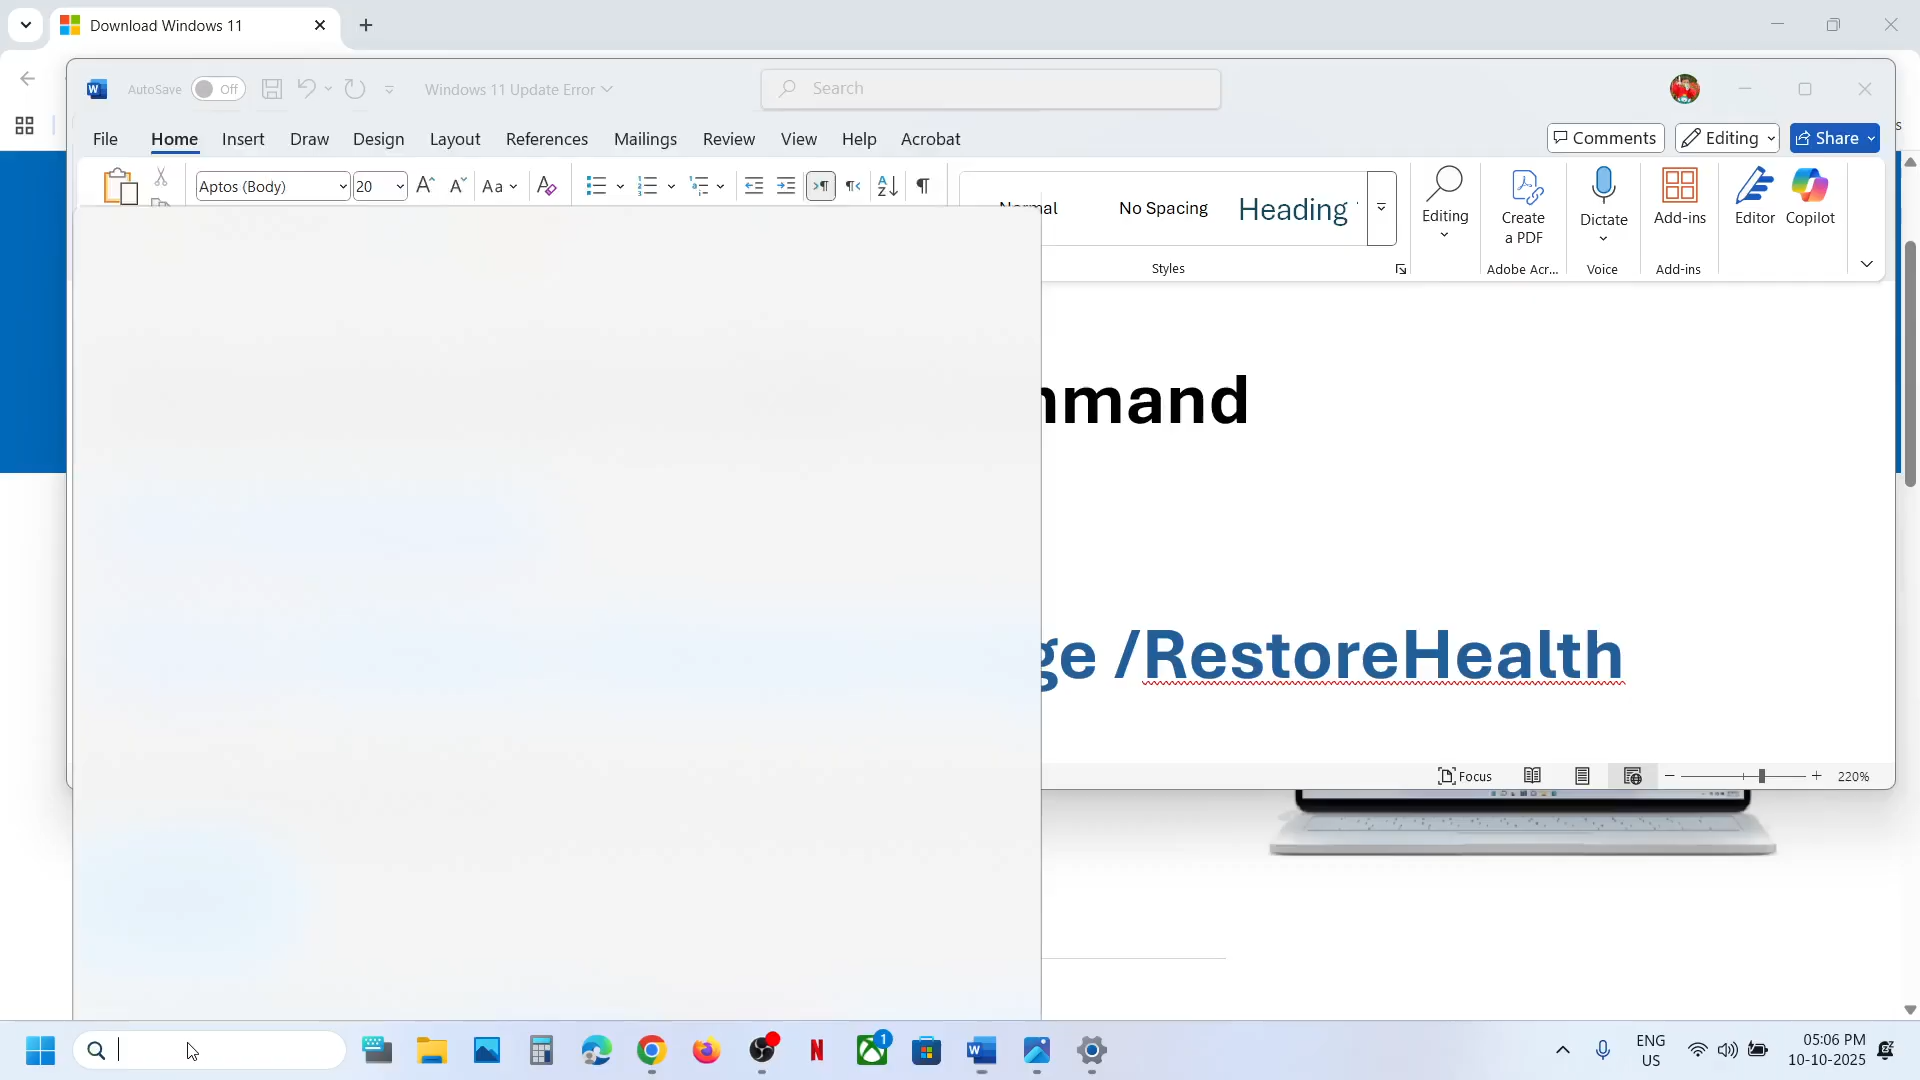 Download Windows 11
AutoSave Off Windows 11 Update Error Search
File Home Insert Draw Design Layout References Mailings Review View Help Acrobat Comments Editing Share
Aptos (Body) 20 Aa
No Spacing Heading
Editing Create a PDF Dictate Add-ins Editor Copilot
Styles Adobe Acr... Voice Add-ins
mmand
ge /RestoreHealth
Focus 220%
ENG 05:06 PM
US 10-10-2025
1